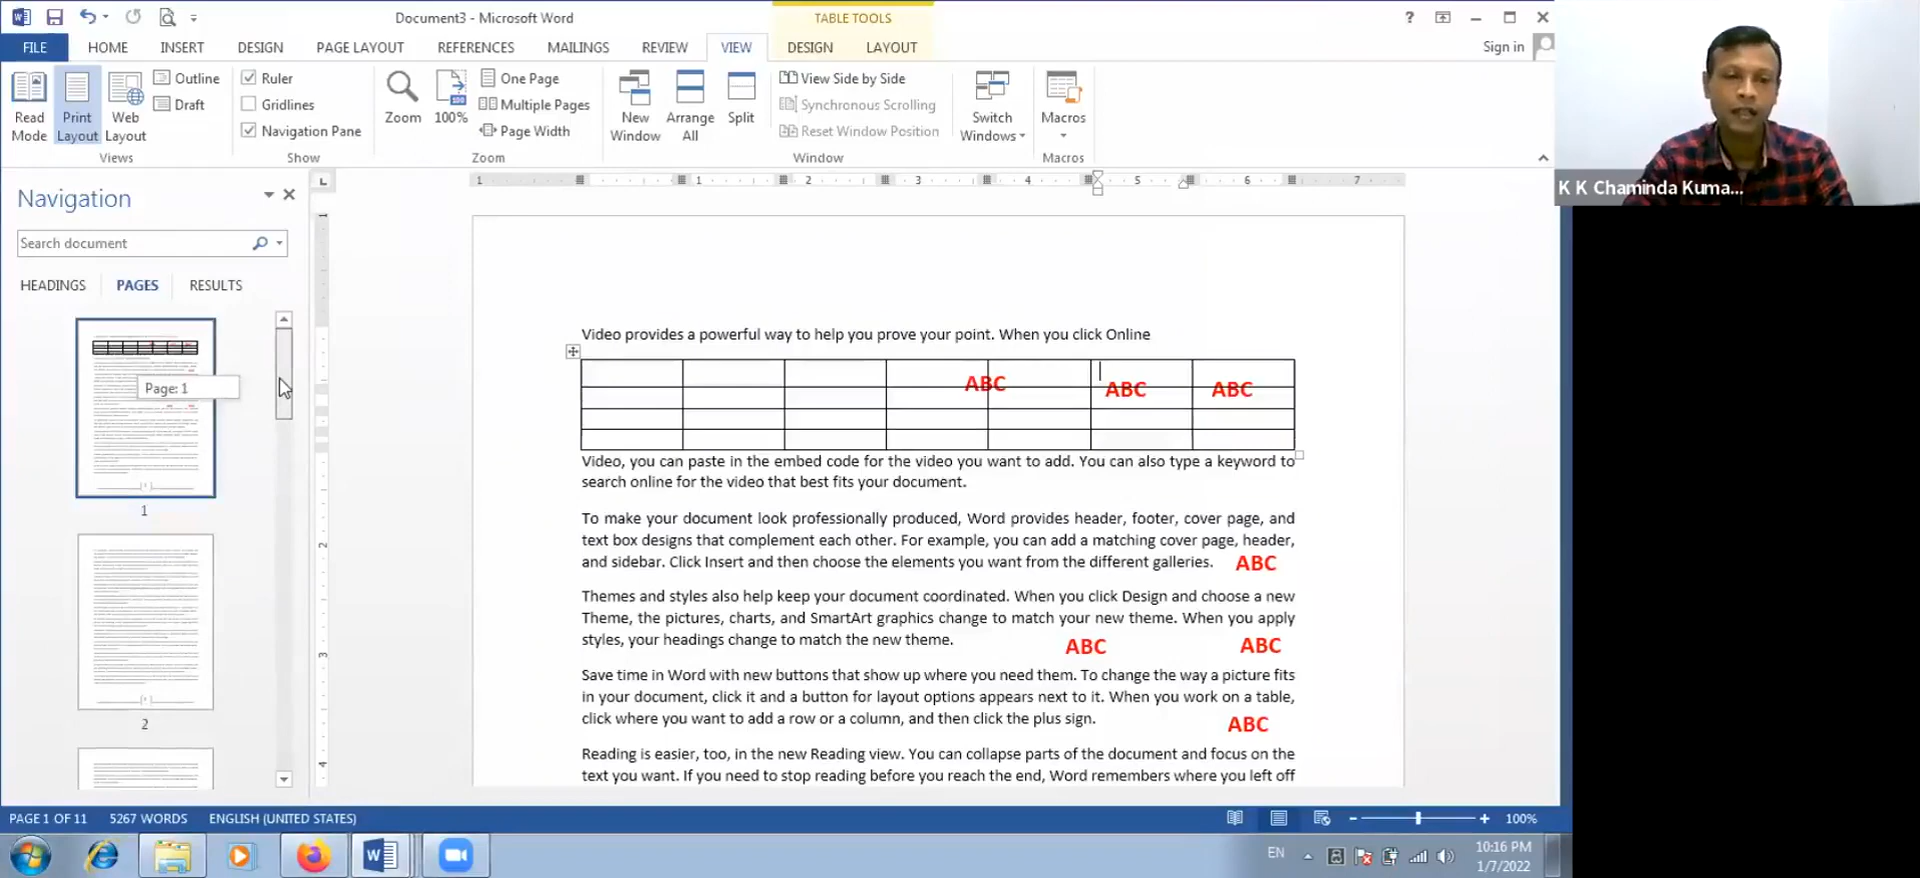 Document3 - Microsoft Word
TABLE TOOLS
FILE HOME INSERT DESIGN PAGE LAYOUT REFERENCES MAILINGS REVIEW VIEW DESIGN LAYOUT Sign in
Read Mode
Print Layout
Web Layout
Outline
Draft
Views
Ruler
Gridlines
Navigation Pane
Show
Zoom
100%
One Page
Multiple Pages
Page Width
Zoom
New Window
Arrange All
Split
View Side by Side
Synchronous Scrolling
Reset Window Position
Window
Switch Windows
Macros
Macros
K K Chaminda Kuma...
Navigation
Search document
HEADINGS PAGES RESULTS
Page: 1
1
2
1 1 2 3 4 5 6 7
1
2
3
4
Video provides a powerful way to help you prove your point. When you click Online
ABC ABC ABC
Video, you can paste in the embed code for the video you want to add. You can also type a keyword to
search online for the video that best fits your document.
To make your document look professionally produced, Word provides header, footer, cover page, and
text box designs that complement each other. For example, you can add a matching cover page, header,
and sidebar. Click Insert and then choose the elements you want from the different galleries. ABC
Themes and styles also help keep your document coordinated. When you click Design and choose a new
Theme, the pictures, charts, and SmartArt graphics change to match your new theme. When you apply
styles, your headings change to match the new theme. ABC ABC
Save time in Word with new buttons that show up where you need them. To change the way a picture fits
in your document, click it and a button for layout options appears next to it. When you work on a table,
click where you want to add a row or a column, and then click the plus sign. ABC
Reading is easier, too, in the new Reading view. You can collapse parts of the document and focus on the
text you want. If you need to stop reading before you reach the end, Word remembers where you left off
PAGE 1 OF 11 5267 WORDS ENGLISH (UNITED STATES) 100%
EN 10:16 PM
1/7/2022